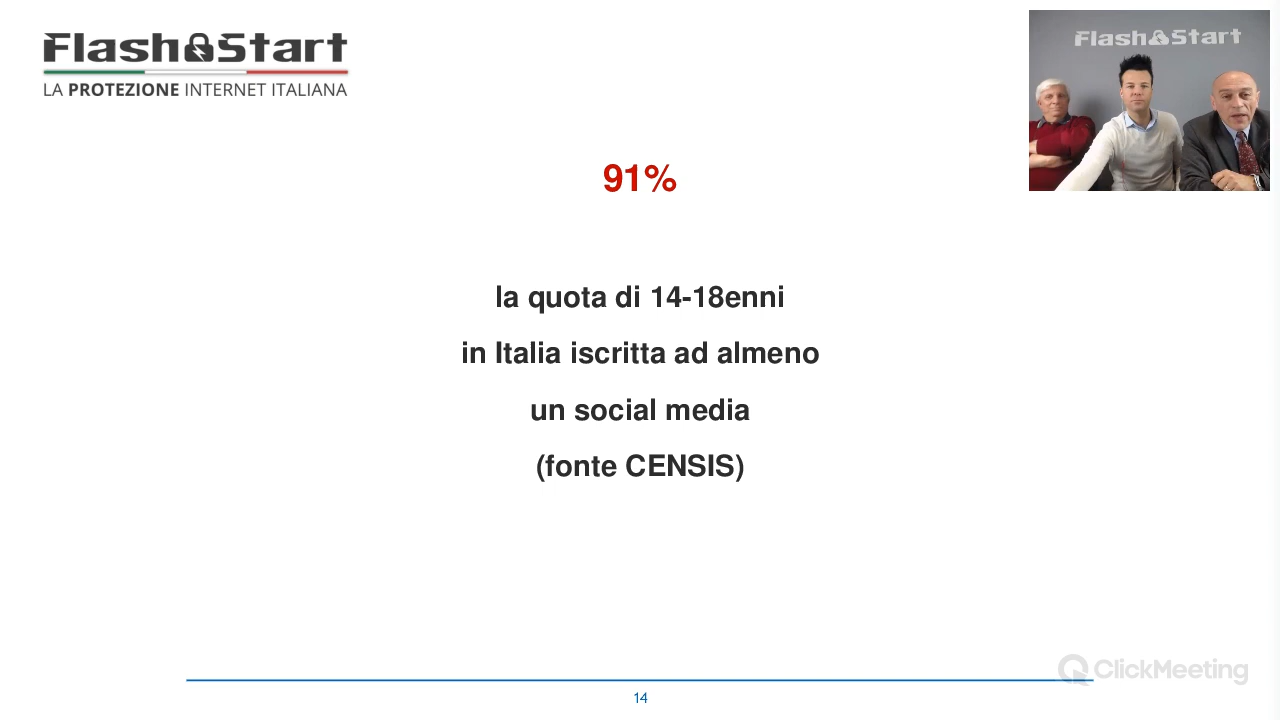 Flash Start
LA PROTEZIONE INTERNET ITALIANA
Flash Start
91%
la quota di 14-18enni
in Italia iscritta ad almeno
un social media
(fonte CENSIS)
ClickMeeting
14